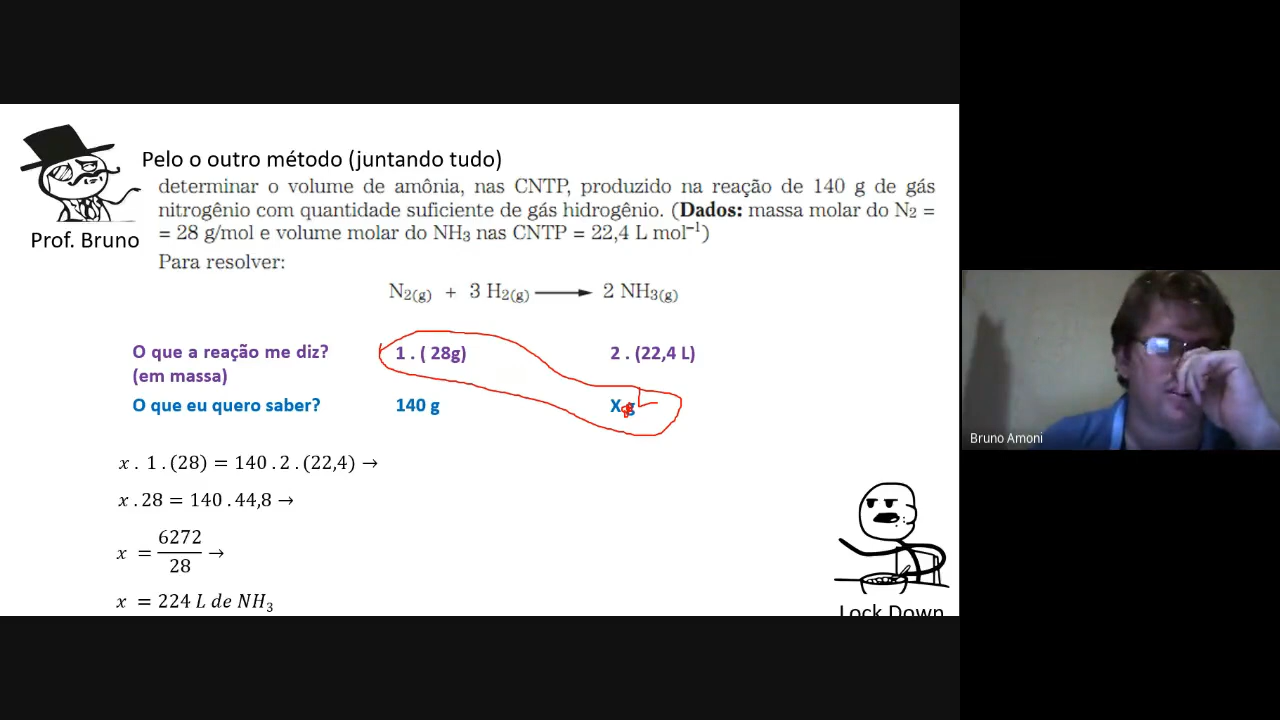 Pelo o outro método (juntando tudo)
determinar o volume de amônia, nas CNTP, produzido na reação de 140 g de gás
nitrogênio com quantidade suficiente de gás hidrogênio. (Dados: massa molar do N₂ =
= 28 g/mol e volume molar do NH₃ nas CNTP = 22,4 L mol⁻¹)
Prof. Bruno
Para resolver:
N₂(g) + 3 H₂(g) ⟶ 2 NH₃(g)
O que a reação me diz? 1 . ( 28g) 2 . (22,4 L)
(em massa)
O que eu quero saber? 140 g X g L
Bruno Amoni
x . 1 . (28) = 140 . 2 . (22,4) →
x . 28 = 140 . 44,8 →
x = 6272/28 →
x = 224 L de NH₃
Lock Down